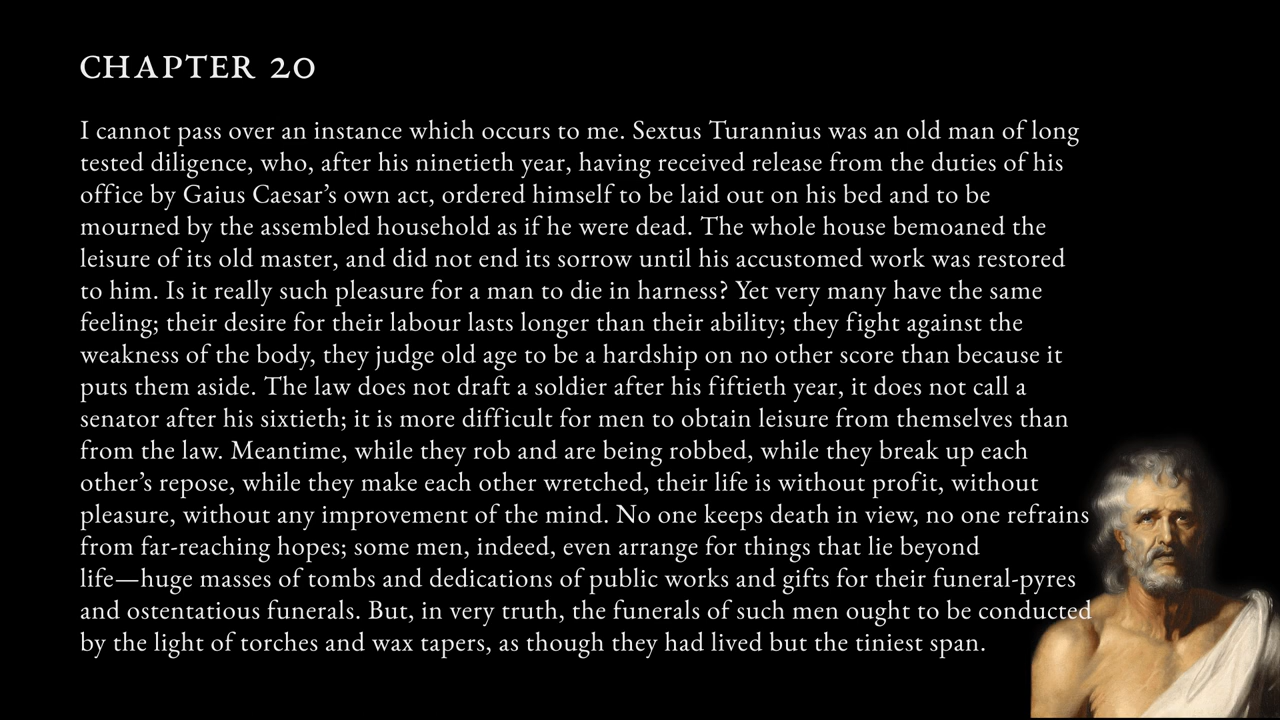 CHAPTER 20
I cannot pass over an instance which occurs to me. Sextus Turannius was an old man of long
tested diligence, who, after his ninetieth year, having received release from the duties of his
office by Gaius Caesar’s own act, ordered himself to be laid out on his bed and to be
mourned by the assembled household as if he were dead. The whole house bemoaned the
leisure of its old master, and did not end its sorrow until his accustomed work was restored
to him. Is it really such pleasure for a man to die in harness? Yet very many have the same
feeling; their desire for their labour lasts longer than their ability; they fight against the
weakness of the body, they judge old age to be a hardship on no other score than because it
puts them aside. The law does not draft a soldier after his fiftieth year, it does not call a
senator after his sixtieth; it is more difficult for men to obtain leisure from themselves than
from the law. Meantime, while they rob and are being robbed, while they break up each
other’s repose, while they make each other wretched, their life is without profit, without
pleasure, without any improvement of the mind. No one keeps death in view, no one refrains
from far-reaching hopes; some men, indeed, even arrange for things that lie beyond
life—huge masses of tombs and dedications of public works and gifts for their funeral-pyres
and ostentatious funerals. But, in very truth, the funerals of such men ought to be conducted
by the light of torches and wax tapers, as though they had lived but the tiniest span.